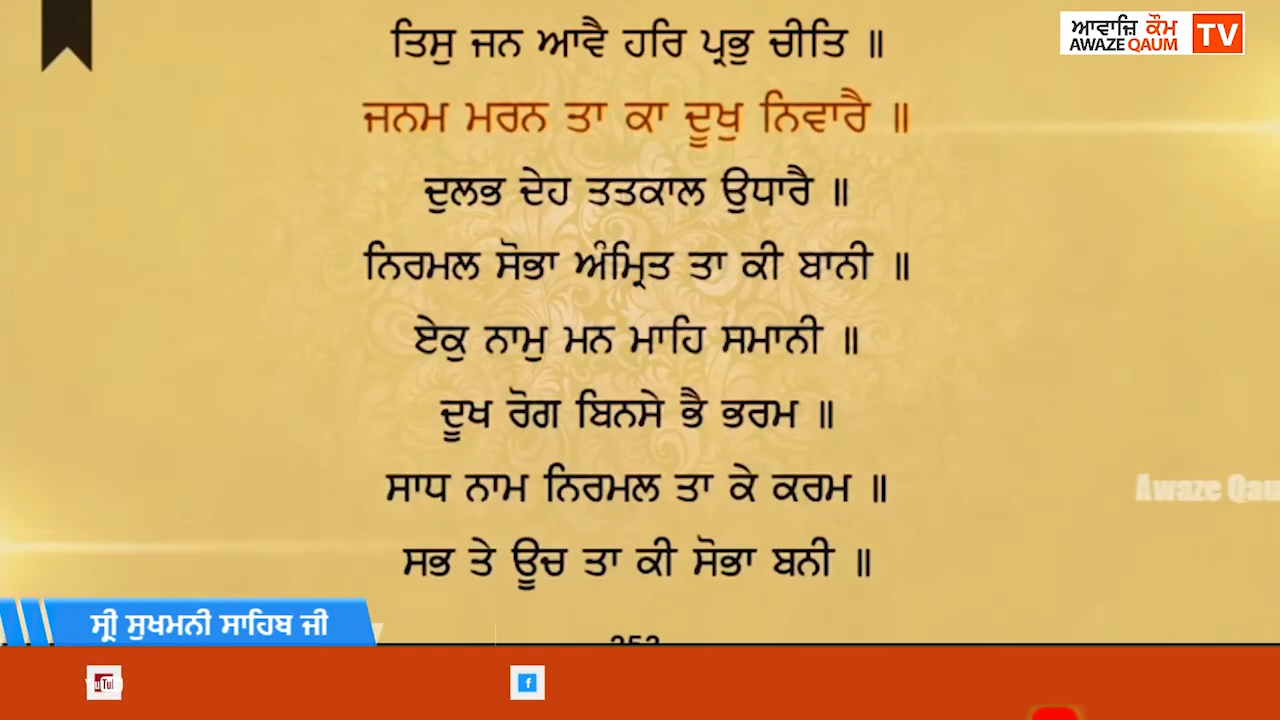 ਤਿਸੁ ਜਨ ਆਵੈ ਹਰਿ ਪ੍ਰਭੁ ਚੀਤਿ ॥
ਆਵਾਜ਼ਿ ਕੌਮ
AWAZE QAUM
TV
ਜਨਮ ਮਰਨ ਤਾ ਕਾ ਦੂਖੁ ਨਿਵਾਰੈ ॥
ਦੁਲਭ ਦੇਹ ਤਤਕਾਲ ਉਧਾਰੈ ॥
ਨਿਰਮਲ ਸੋਭਾ ਅੰਮ੍ਰਿਤ ਤਾ ਕੀ ਬਾਨੀ ॥
ਏਕੁ ਨਾਮੁ ਮਨ ਮਾਹਿ ਸਮਾਨੀ ॥
ਦੂਖ ਰੋਗ ਬਿਨਸੇ ਭੈ ਭਰਮ ॥
ਸਾਧ ਨਾਮ ਨਿਰਮਲ ਤਾ ਕੇ ਕਰਮ ॥
Awaze Qau
ਸਭ ਤੇ ਊਚ ਤਾ ਕੀ ਸੋਭਾ ਬਨੀ ॥
ਸ੍ਰੀ ਸੁਖਮਨੀ ਸਾਹਿਬ ਜੀ